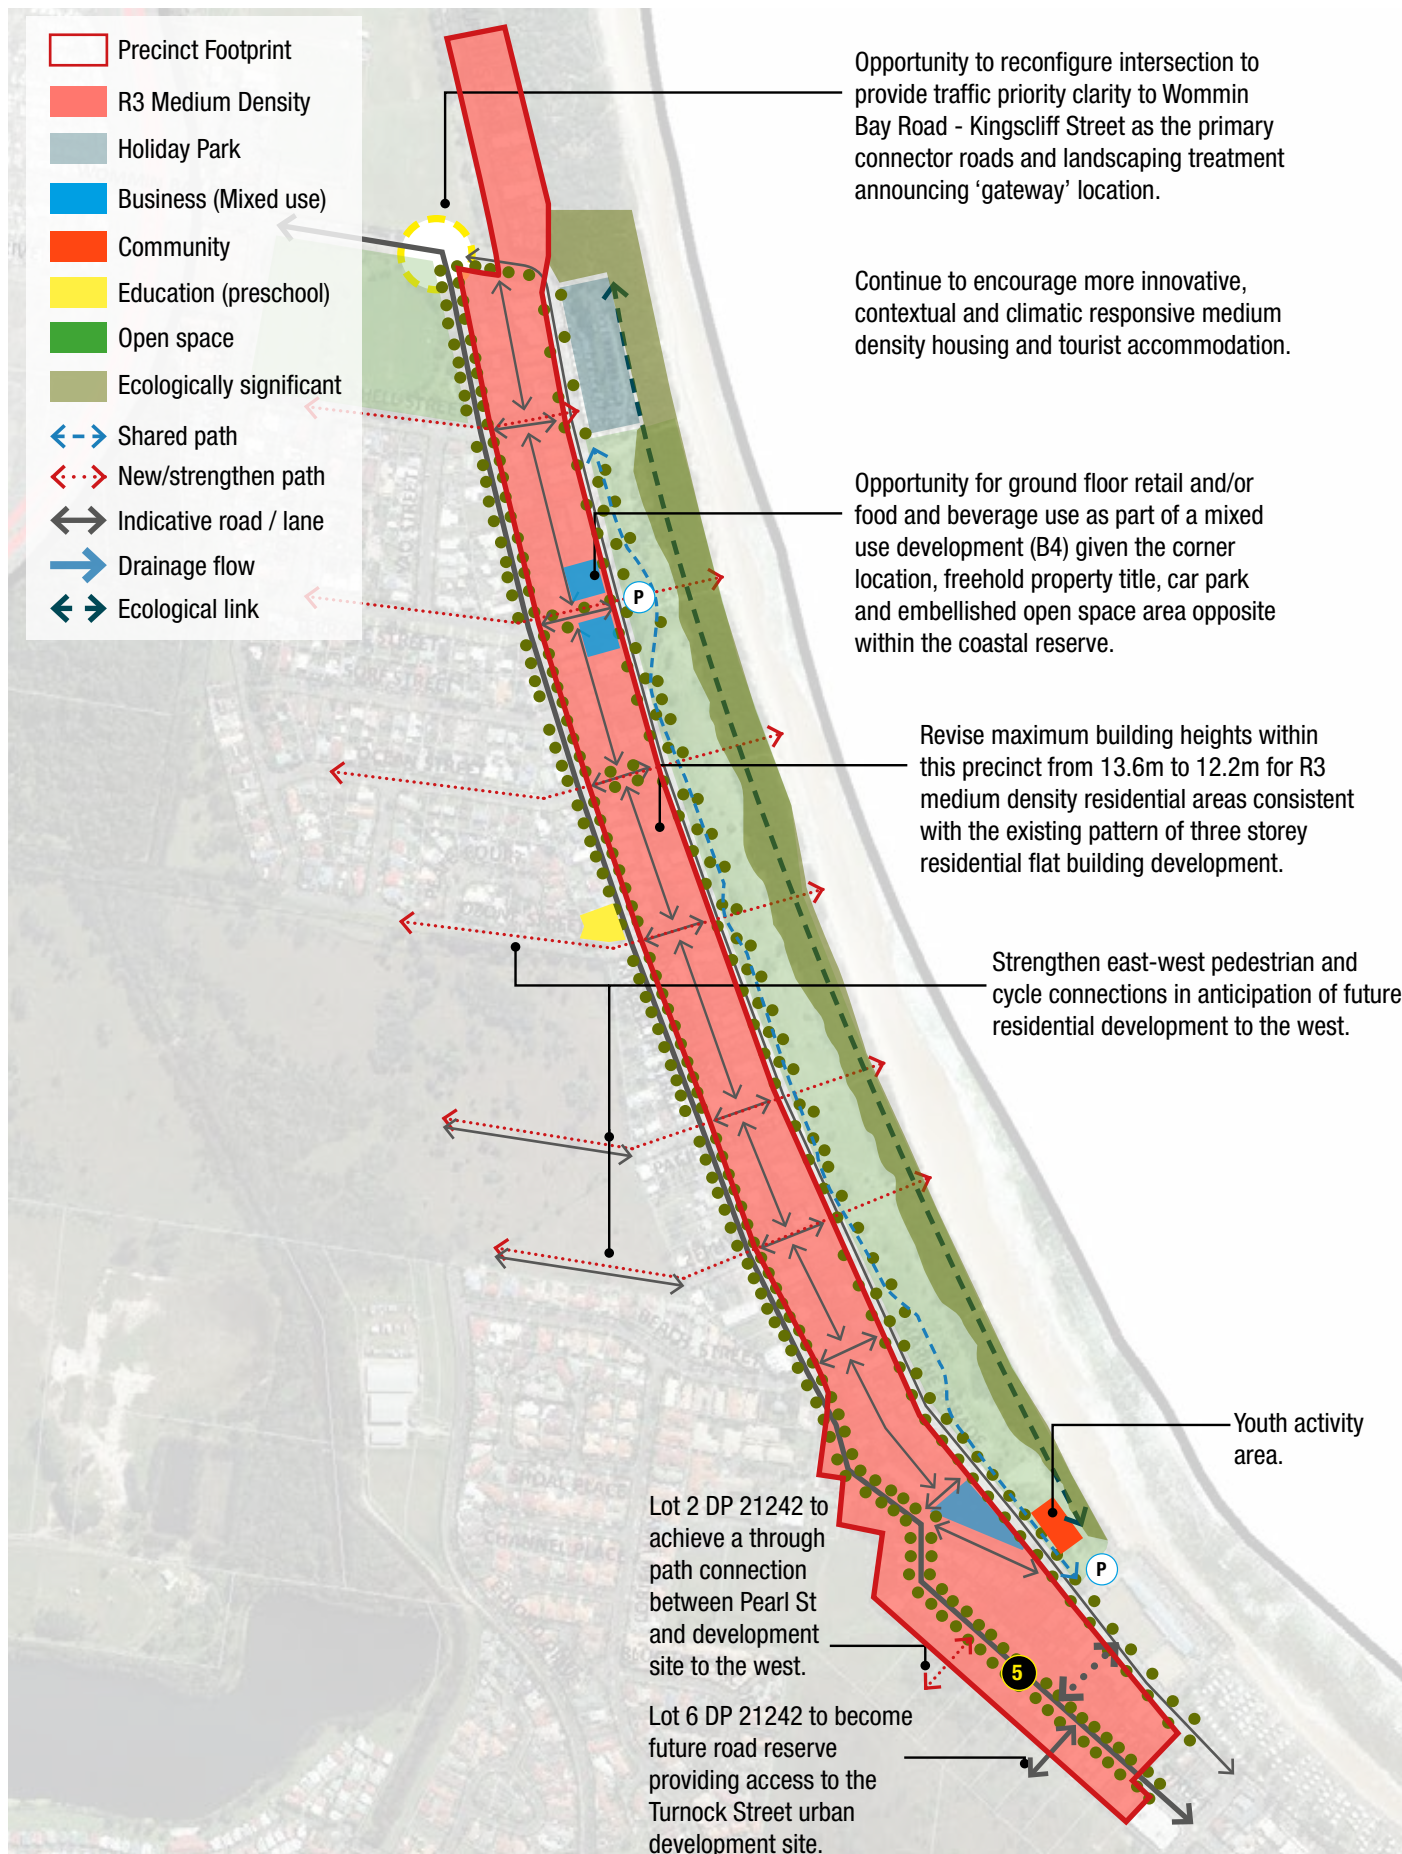 Precinct Footprint
R3 Medium Density
Holiday Park
Business (Mixed use)
Community
Education (preschool)
Open space
Ecologically significant
Shared path
New/strengthen path
Indicative road / lane
Drainage flow
Ecological link
Opportunity to reconfigure intersection to
provide traffic priority clarity to Wommin
Bay Road - Kingscliff Street as the primary
connector roads and landscaping treatment
announcing ‘gateway’ location.
Continue to encourage more innovative,
contextual and climatic responsive medium
density housing and tourist accommodation.
Opportunity for ground floor retail and/or
food and beverage use as part of a mixed
use development (B4) given the corner
location, freehold property title, car park
and embellished open space area opposite
within the coastal reserve.
P
Revise maximum building heights within
this precinct from 13.6m to 12.2m for R3
medium density residential areas consistent
with the existing pattern of three storey
residential flat building development.
Strengthen east-west pedestrian and
cycle connections in anticipation of future
residential development to the west.
BEACH STREET
SHOAL PLACE
CHANNEL PLACE
Youth activity
area.
P
Lot 2 DP 21242 to
achieve a through
path connection
between Pearl St
and development
site to the west.
5
Lot 6 DP 21242 to become
future road reserve
providing access to the
Turnock Street urban
development site.